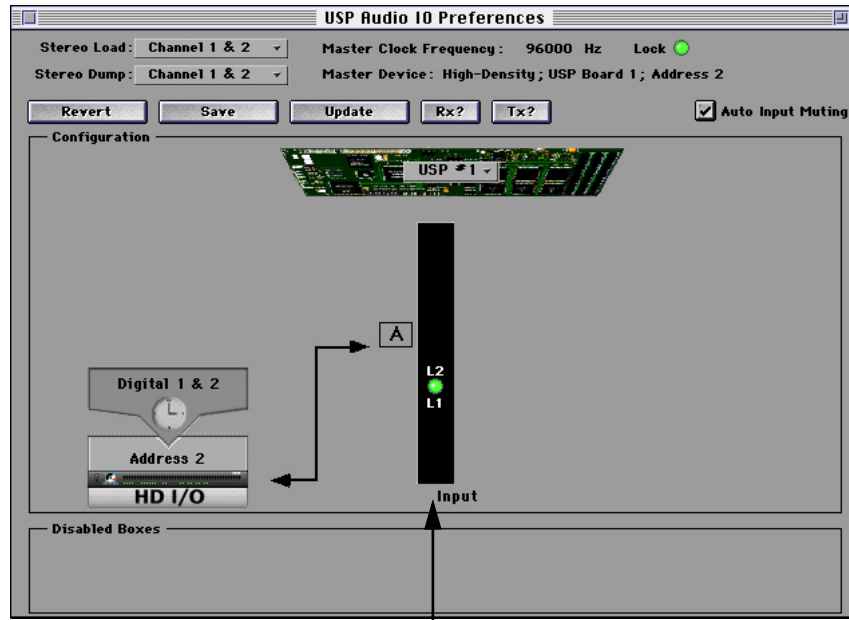 USP Audio IO Preferences
Stereo Load: Channel 1 & 2
Master Clock Frequency: 96000 Hz Lock
Stereo Dump: Channel 1 & 2
Master Device: High-Density; USP Board 1; Address 2
Revert Save Update Rx? Tx? Auto Input Muting
Configuration
USP #1
A
L2
L1
Digital 1 & 2
Address 2
HD I/O
Input
Disabled Boxes